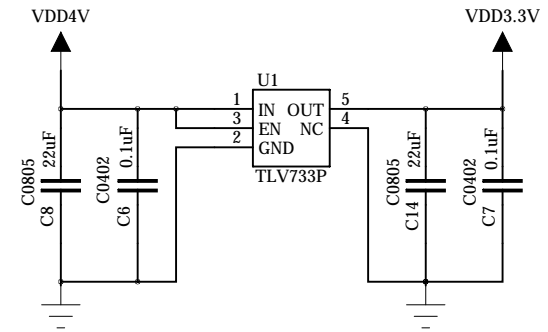 VDD4V
VDD3.3V
U1
1 IN OUT 5
3 EN NC 4
2 GND
TLV733P
C0805 22uF
C8
C0402 0.1uF
C6
C0805 22uF
C14
C0402 0.1uF
C7